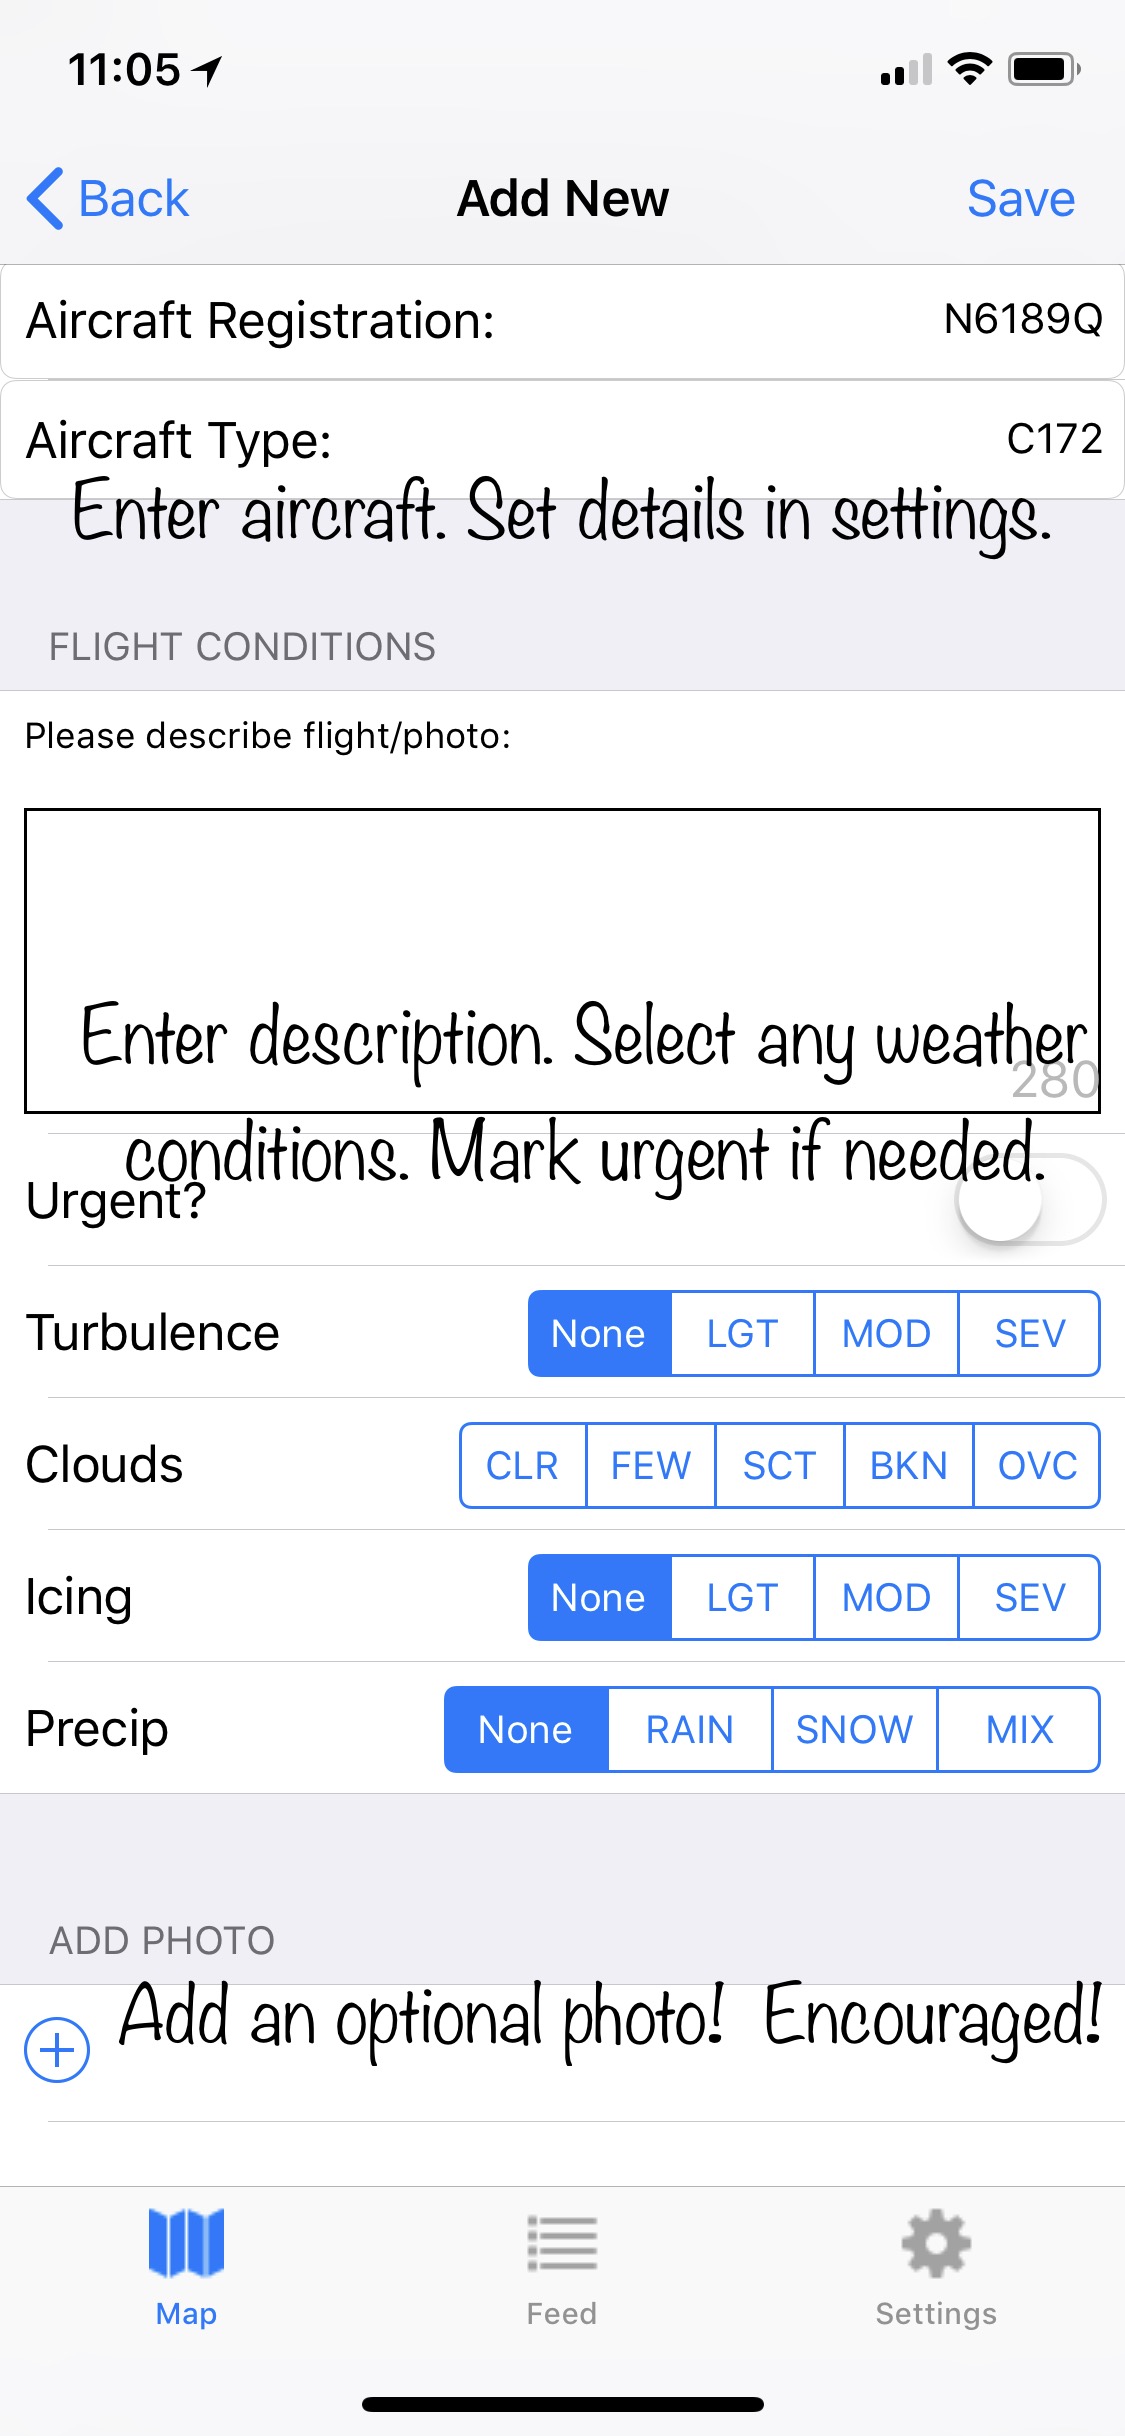 11:05
Back Add New Save
Aircraft Registration: N6189Q
Aircraft Type: C172
Enter aircraft. Set details in settings.
FLIGHT CONDITIONS
Please describe flight/photo:
Enter description. Select any weather
280
conditions. Mark urgent if needed.
Urgent?
Turbulence None LGT MOD SEV
Clouds CLR FEW SCT BKN OVC
Icing None LGT MOD SEV
Precip None RAIN SNOW MIX
ADD PHOTO
Add an optional photo! Encouraged!
Map Feed Settings